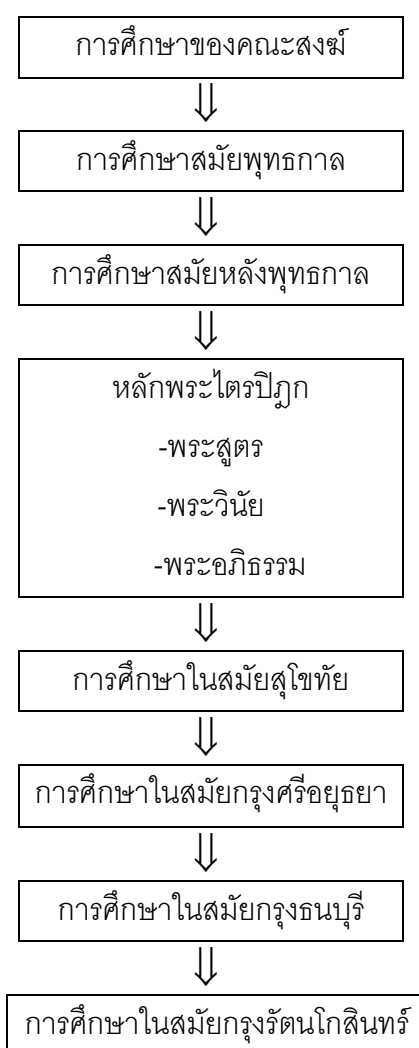 การศึกษาของคณะสงฆ์
การศึกษาสมัยพุทธกาล
การศึกษาสมัยหลังพุทธกาล
หลักพระไตรปิฎก
-พระสูตร
-พระวินัย
-พระอภิธรรม
การศึกษาในสมัยสุโขทัย
การศึกษาในสมัยกรุงศรีอยุธยา
การศึกษาในสมัยกรุงธนบุรี
การศึกษาในสมัยกรุงรัตนโกสินทร์